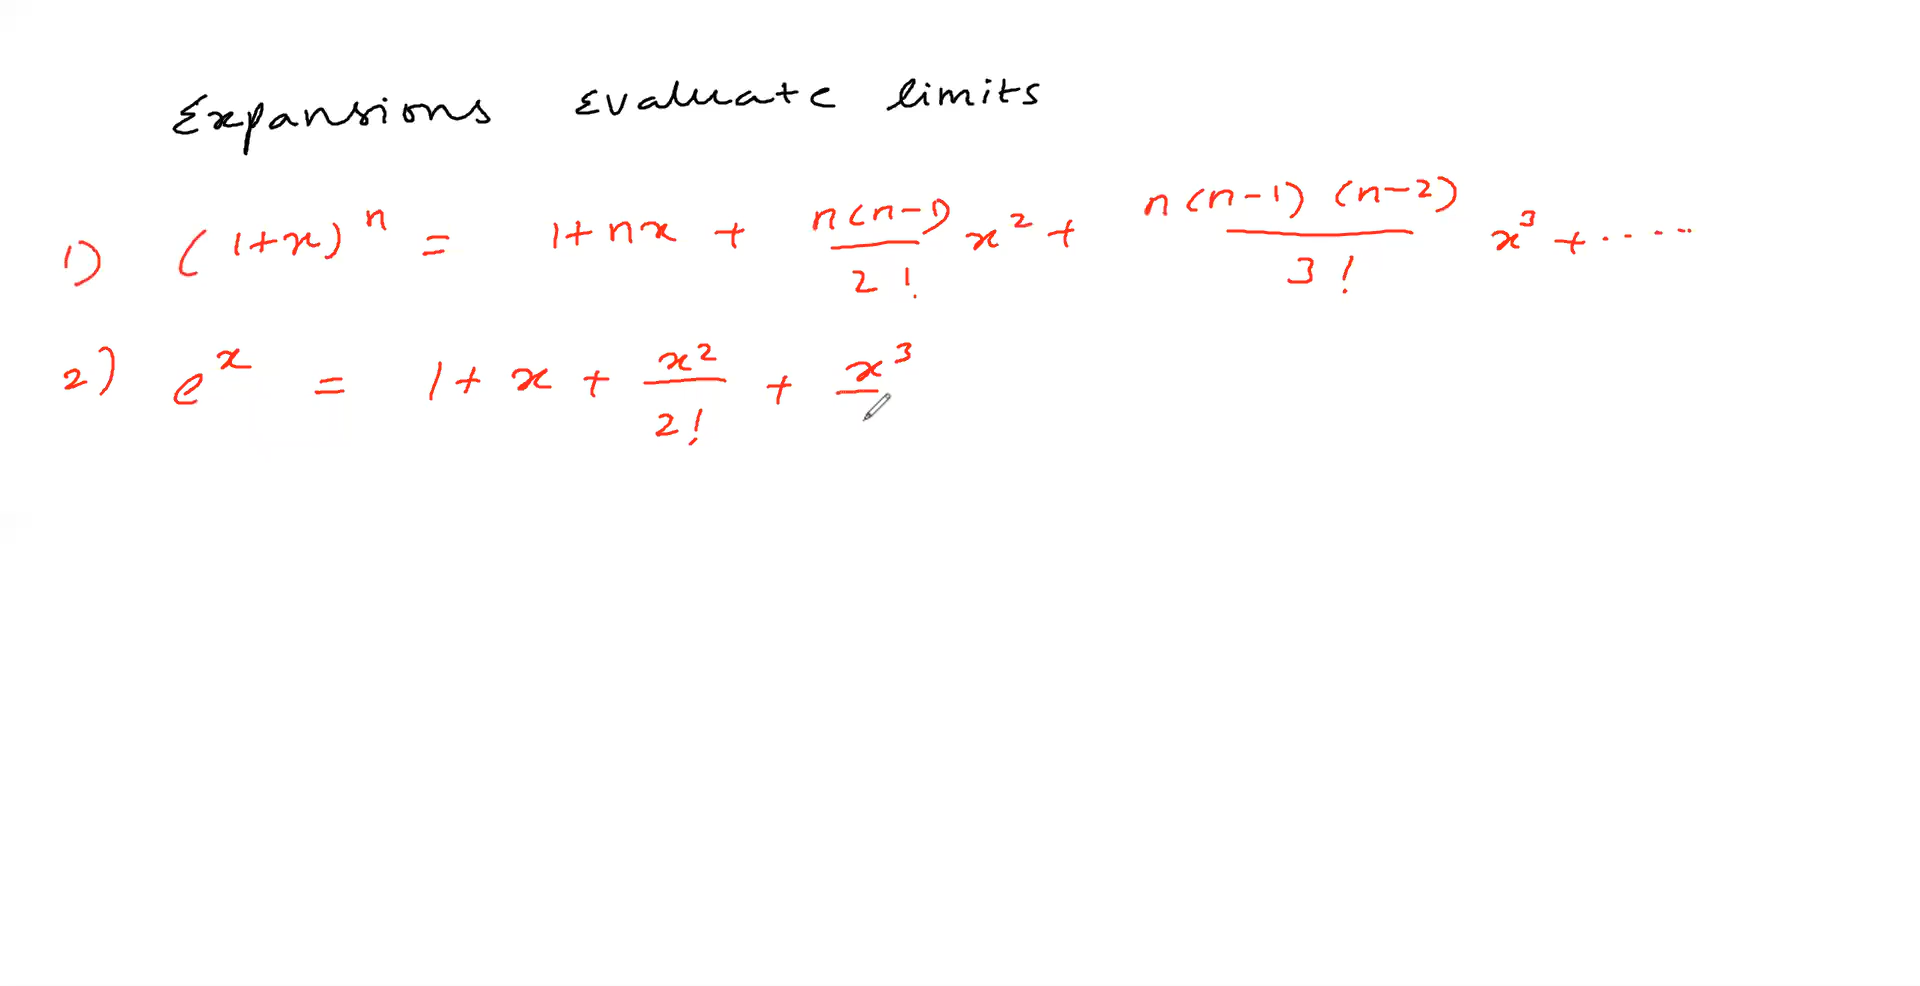 Expansions Evaluate limits
1) (1+x)^n = 1+nx + n(n-1)/2! x^2 + n(n-1)(n-2)/3! x^3 + ......
2) e^x = 1+ x + x^2/2! + x^3/